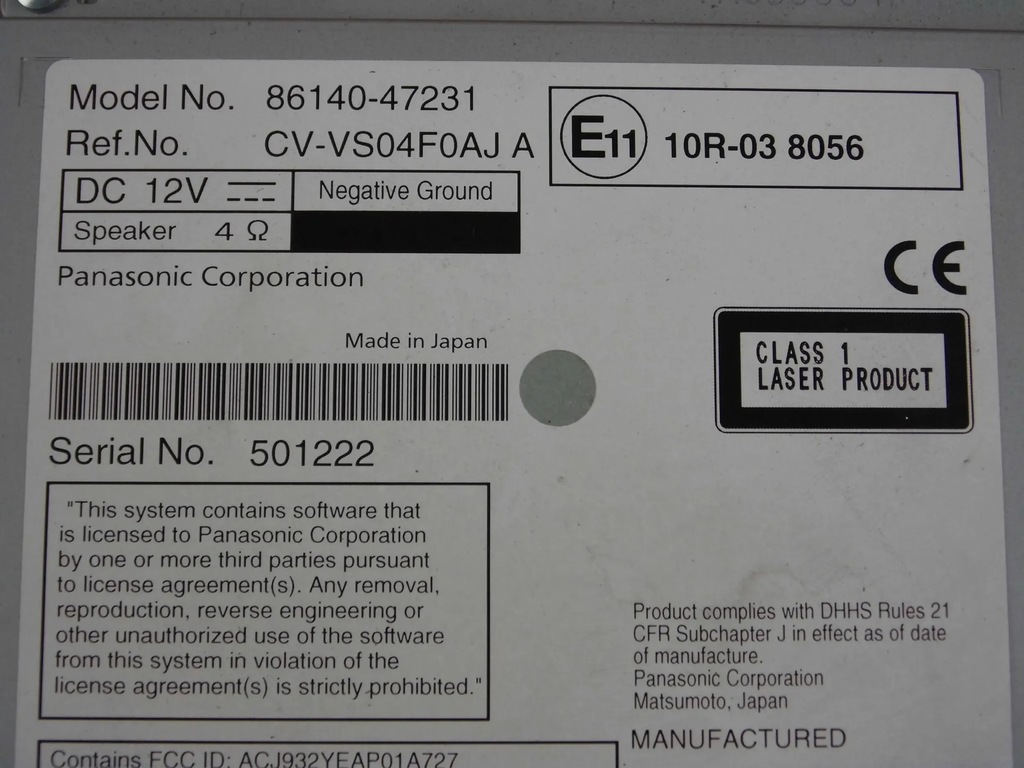 Model No. 86140-47231
Ref.No. CV-VS04F0AJ A
E11 10R-03 8056
DC 12V
Negative Ground
Speaker 4 Ω
Panasonic Corporation
CE
Made in Japan
CLASS 1
LASER PRODUCT
Serial No. 501222
"This system contains software that
is licensed to Panasonic Corporation
by one or more third parties pursuant
to license agreement(s). Any removal,
reproduction, reverse engineering or
other unauthorized use of the software
from this system in violation of the
license agreement(s) is strictly prohibited."
Product complies with DHHS Rules 21
CFR Subchapter J in effect as of date
of manufacture.
Panasonic Corporation
Matsumoto, Japan
MANUFACTURED
Contains FCC ID: ACJ932YEAP01A727